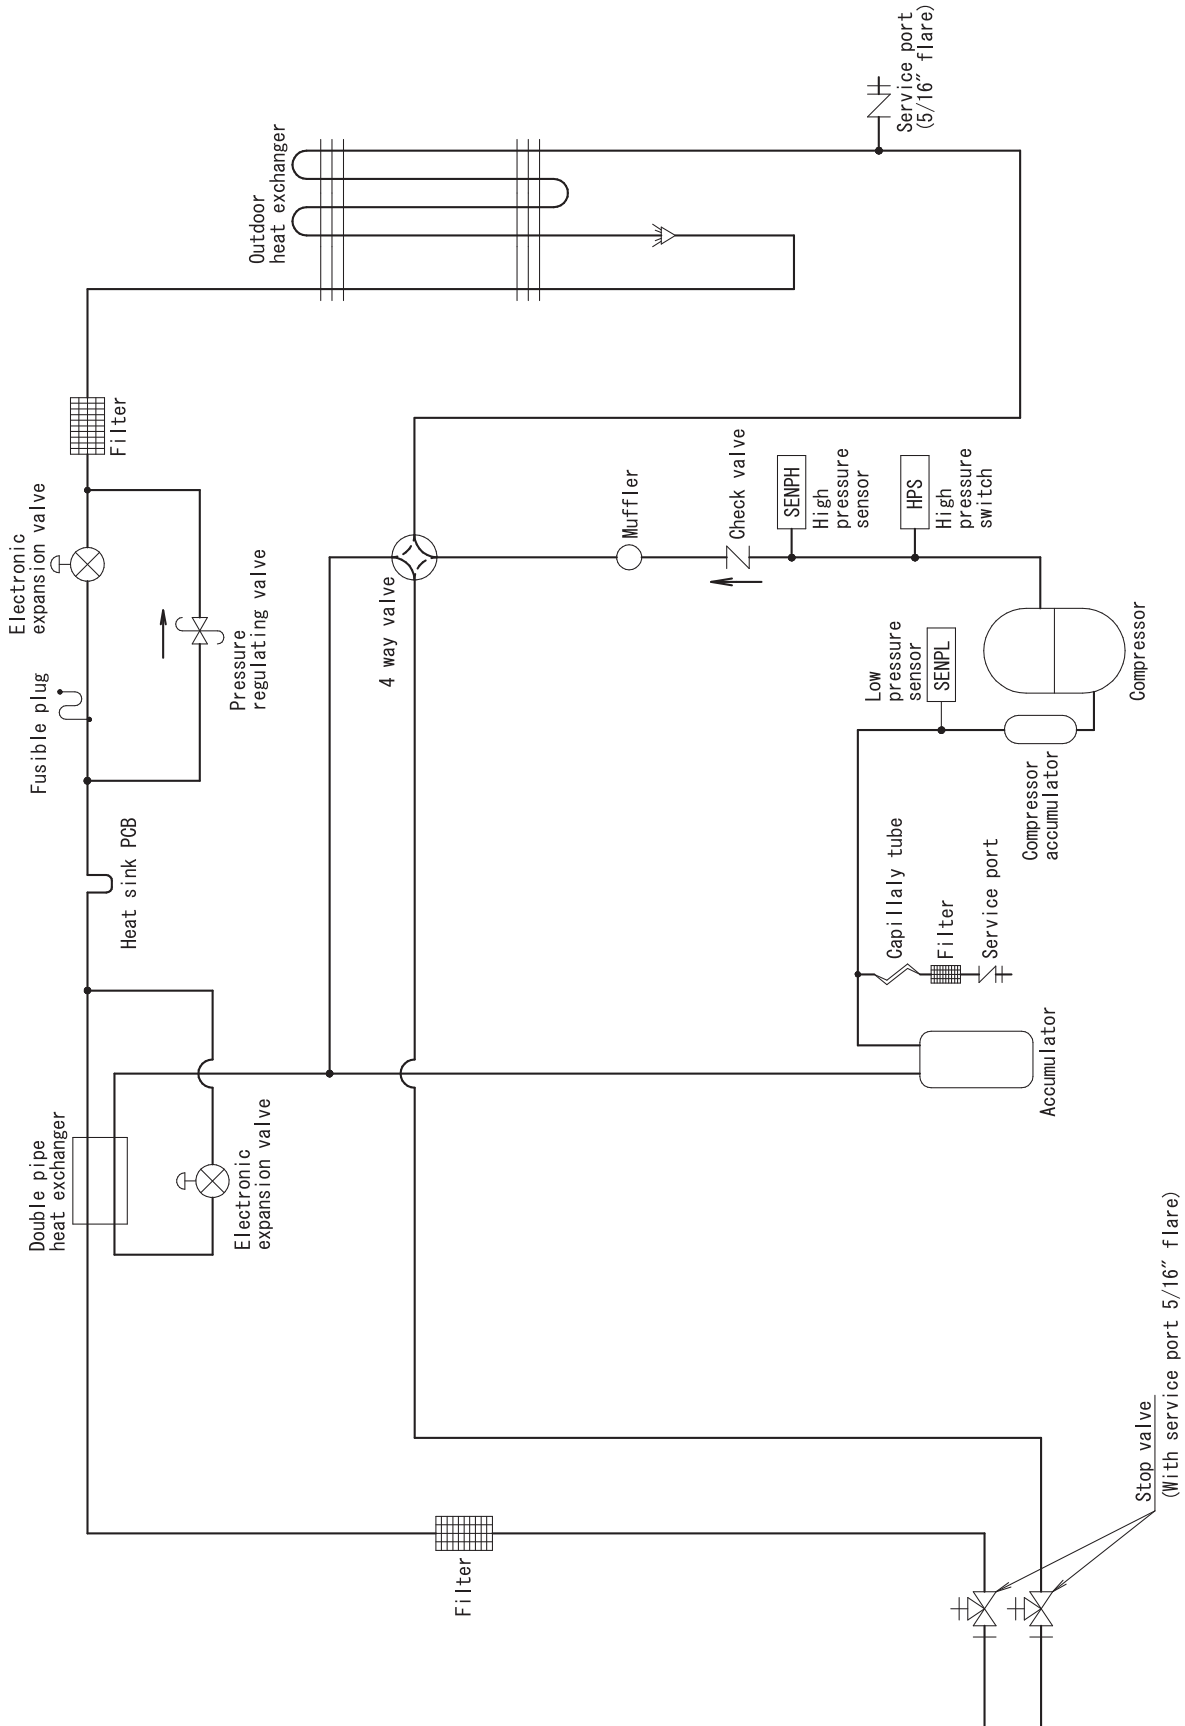 Stop valve
(With service port 5/16″ flare)
Filter
Double pipe
heat exchanger
Electronic
expansion valve
Accumulator
Heat sink PCB
Capillaly tube
Filter
Service port
Compressor
accumulator
Fusible plug
Pressure
regulating valve
4 way valve
Low
pressure
sensor
SENPL
Compressor
Electronic
expansion valve
Filter
Muffler
Check valve
SENPH
High
pressure
sensor
HPS
High
pressure
switch
Outdoor
heat exchanger
Service port
(5/16″ flare)